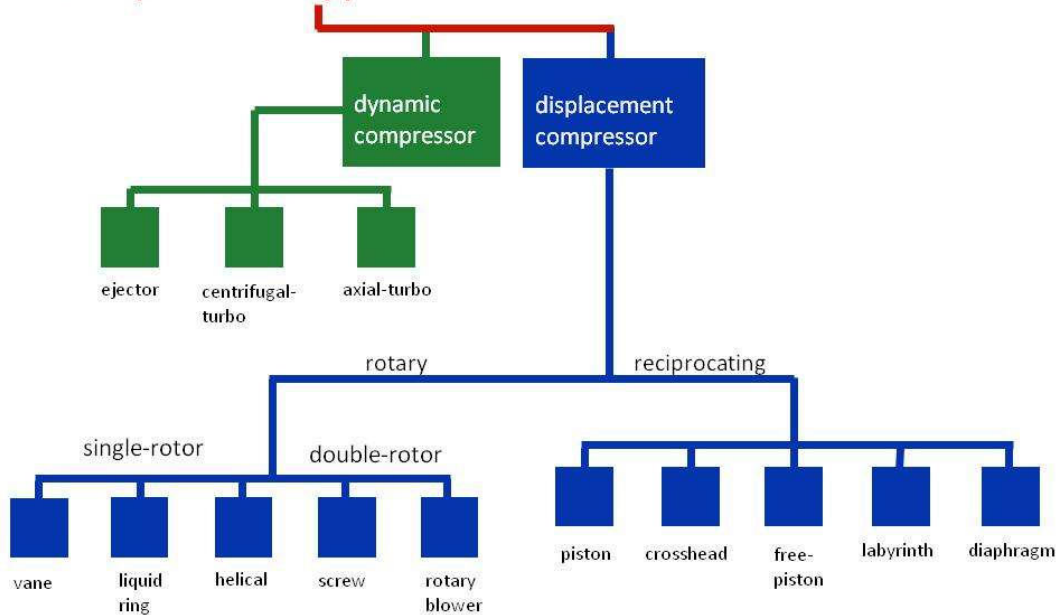 dynamic
compressor
displacement
compressor
ejector
centrifugal-
turbo
axial-turbo
rotary
reciprocating
single-rotor
double-rotor
vane
liquid
ring
helical
screw
rotary
blower
piston
crosshead
free-
piston
labyrinth
diaphragm